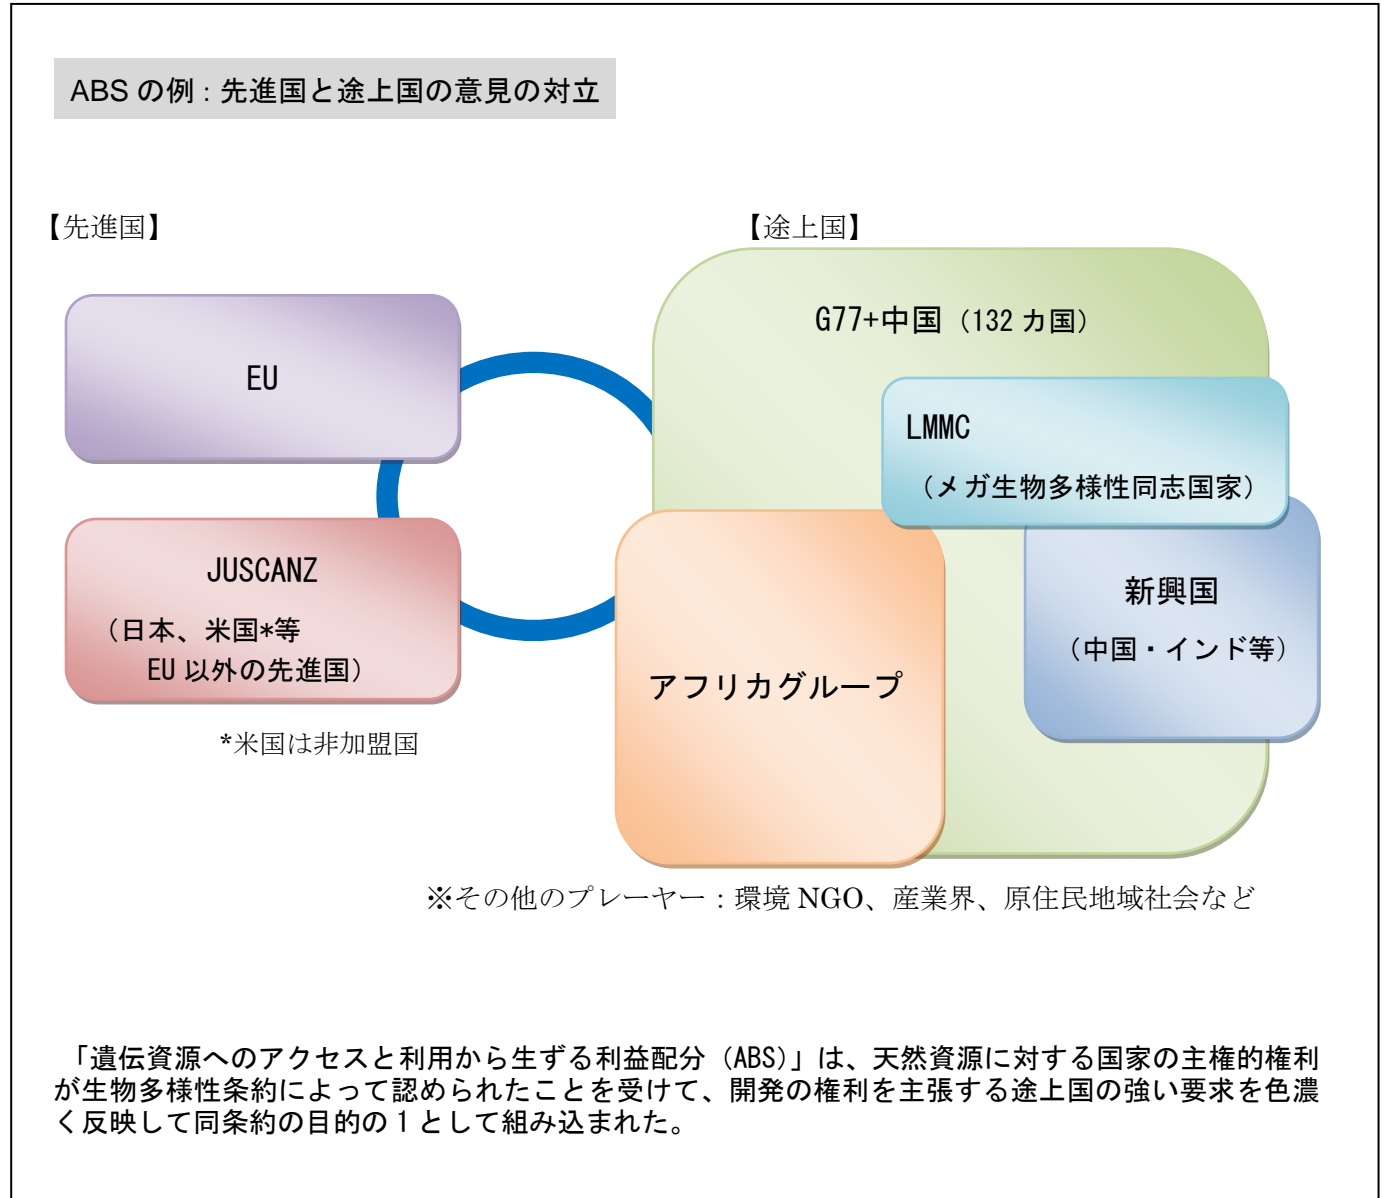 ABS の例：先進国と途上国の意見の対立
【先進国】
【途上国】
EU
JUSCANZ
（日本、米国*等
EU 以外の先進国）
*米国は非加盟国
G77+中国（132 カ国）
LMMC
（メガ生物多様性同志国家）
新興国
（中国・インド等）
アフリカグループ
※その他のプレーヤー：環境 NGO、産業界、原住民地域社会など
「遺伝資源へのアクセスと利用から生ずる利益配分（ABS）」は、天然資源に対する国家の主権的権利
が生物多様性条約によって認められたことを受けて、開発の権利を主張する途上国の強い要求を色濃
く反映して同条約の目的の１として組み込まれた。